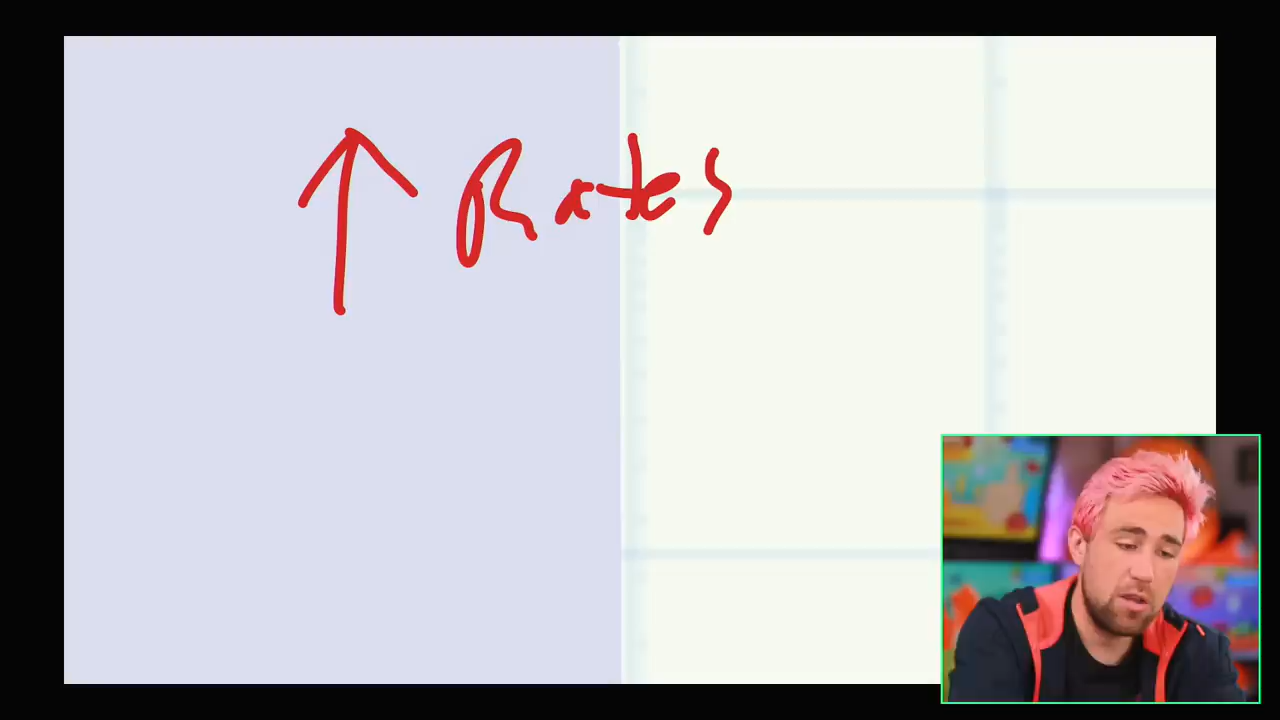 ↑ Rates